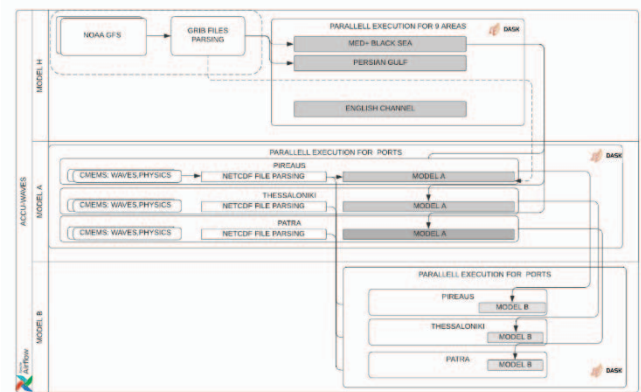 PARALLELL EXECUTION FOR 9 AREAS
DASK
NOAA GFS
GRIB FILES
PARSING
MED+ BLACK SEA
PERSIAN GULF
ENGLISH CHANNEL
MODEL H
ACCU-WAVES
PARALLELL EXECUTION FOR PORTS
DASK
PIREAUS
CMEMS: WAVES,PHYSICS
NETCDF FILE PARSING
MODEL A
THESSALONIKI
CMEMS: WAVES,PHYSICS
NETCDF FILE PARSING
MODEL A
PATRA
CMEMS: WAVES,PHYSICS
NETCDF FILE PARSING
MODEL A
MODEL A
PARALLELL EXECUTION FOR PORTS
PIREAUS
MODEL B
THESSALONIKI
MODEL B
PATRA
MODEL B
DASK
MODEL B
Airflow